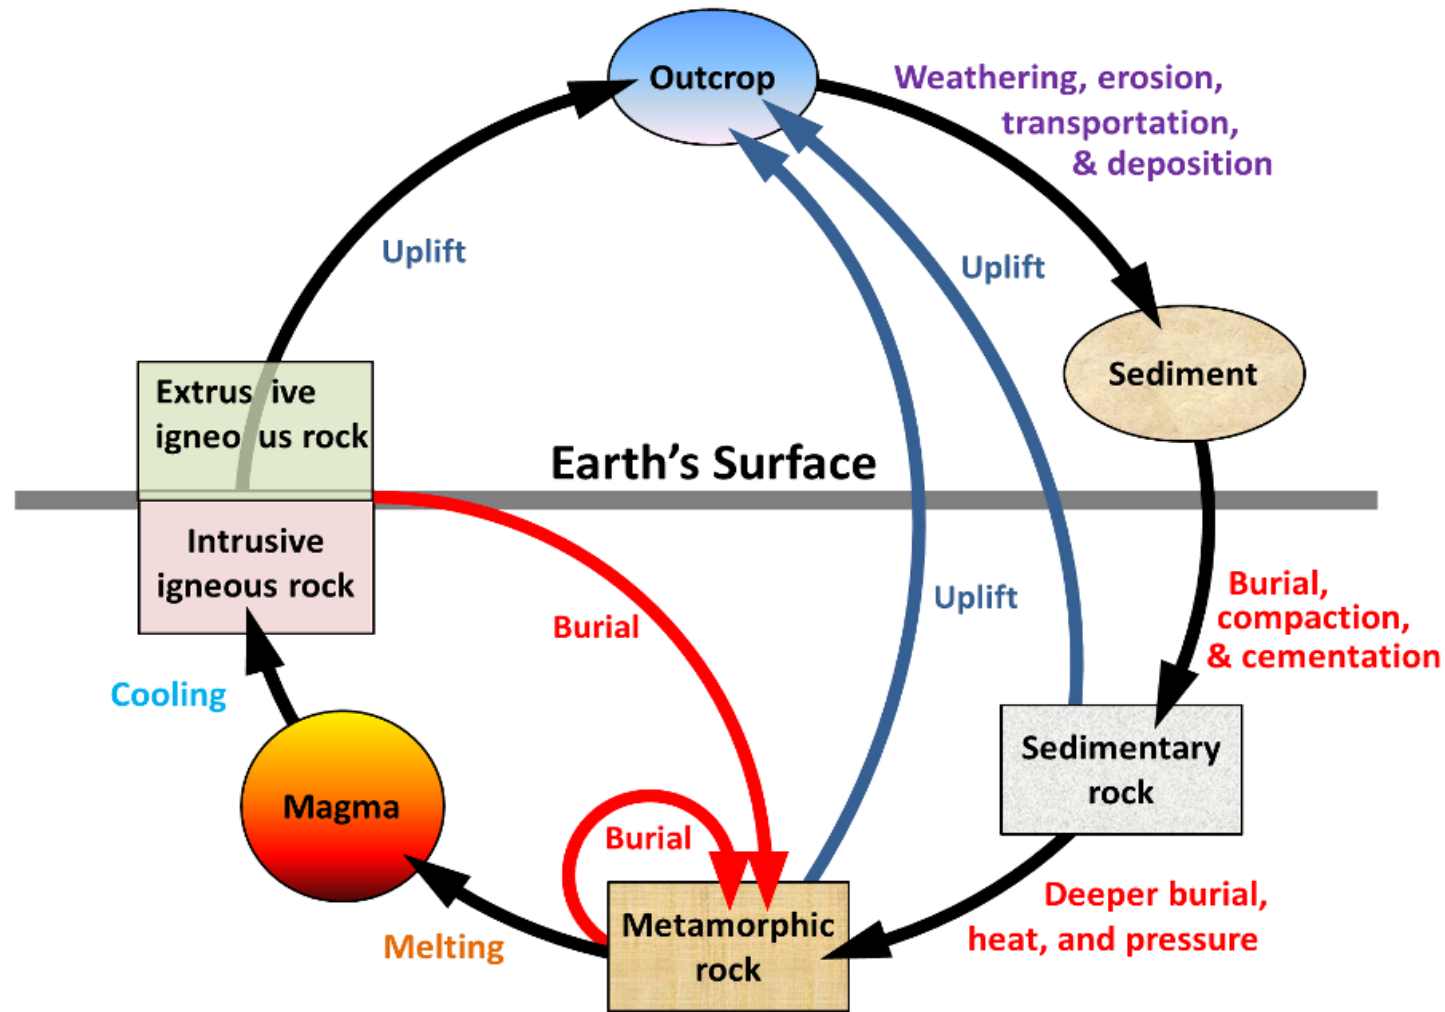 Outcrop
Weathering, erosion,
transportation,
& deposition
Uplift
Uplift
Extrus ive
igneo us rock
Sediment
Earth’s Surface
Intrusive
igneous rock
Burial
Uplift
Burial,
compaction,
& cementation
Cooling
Magma
Sedimentary
rock
Burial
Melting
Metamorphic
rock
Deeper burial,
heat, and pressure